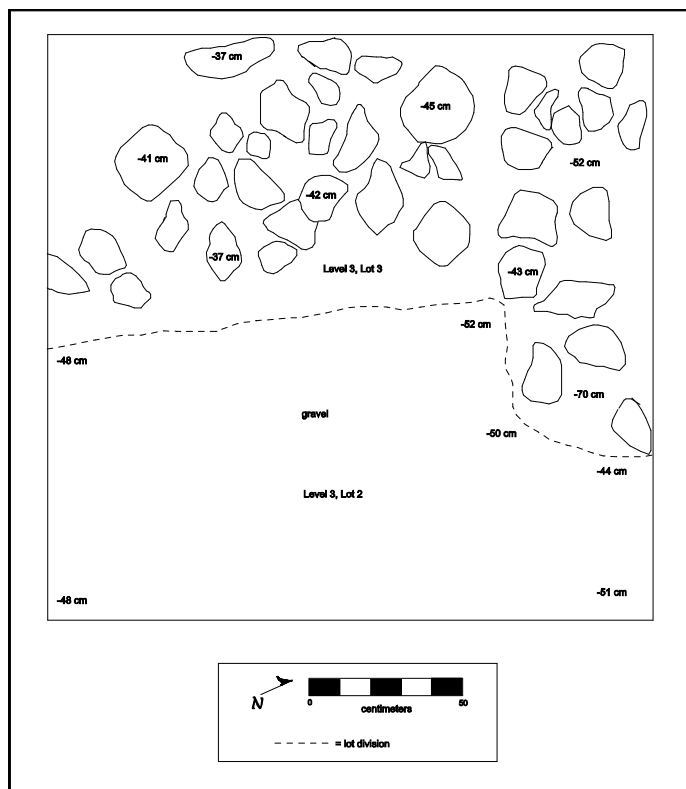 -37 cm
-45 cm
-41 cm
-52 cm
-42 cm
-37 cm
Level 3, Lot 3
-43 cm
-52 cm
-48 cm
-70 cm
gravel
-50 cm
-44 cm
Level 3, Lot 2
-51 cm
-48 cm
N
0 50
centimeters
= lot division